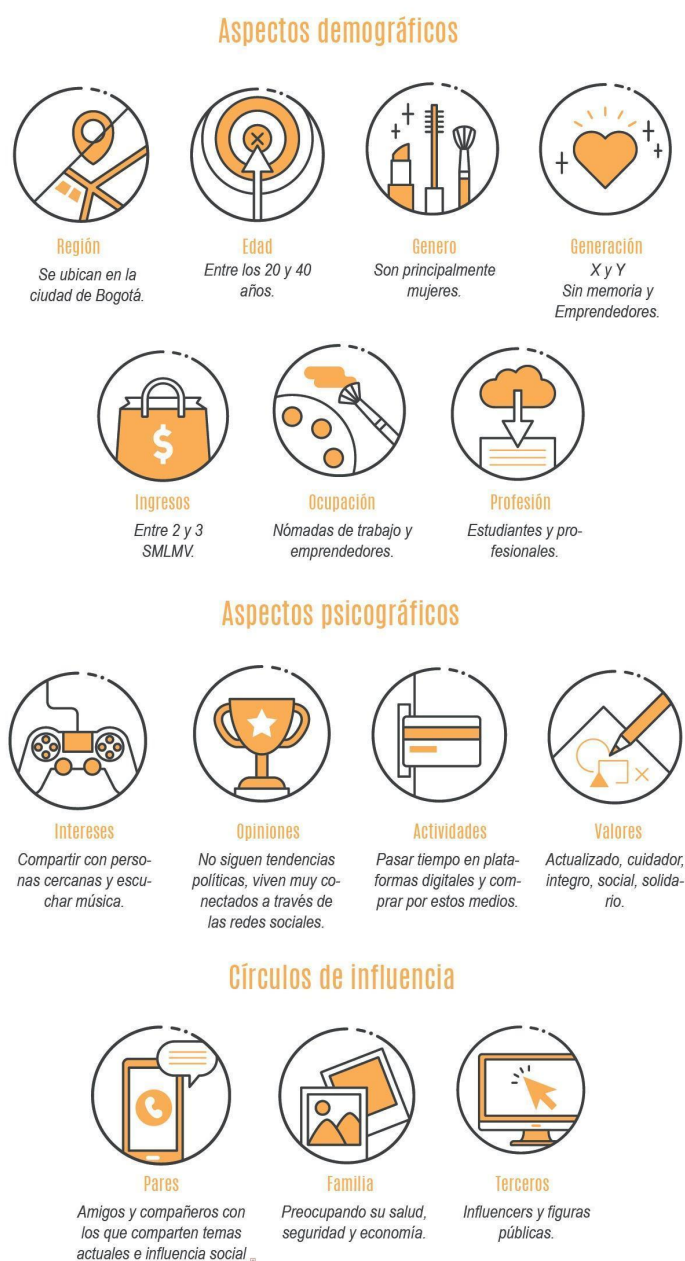 Aspectos demográficos
Región
Se ubican en la
ciudad de Bogotá.
Edad
Entre los 20 y 40
años.
Genero
Son principalmente
mujeres.
Generación
X y Y
Sin memoria y
Emprendedores.
$
Ingresos
Entre 2 y 3
SMLMV.
Ocupación
Nómadas de trabajo y
emprendedores.
Profesión
Estudiantes y pro-
fesionales.
Aspectos psicográficos
Intereses
Compartir con perso-
nas cercanas y escu-
char música.
Opiniones
No siguen tendencias
políticas, viven muy co-
nectados a través de
las redes sociales.
Actividades
Pasar tiempo en plata-
formas digitales y com-
prar por estos medios.
Valores
Actualizado, cuidador,
integro, social, solida-
rio.
Círculos de influencia
Pares
Amigos y compañeros con
los que comparten temas
actuales e influencia social
Familia
Preocupando su salud,
seguridad y economía.
Terceros
Influencers y figuras
públicas.